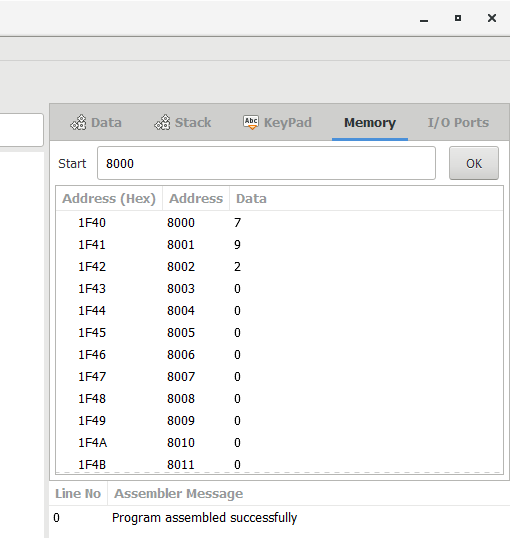 Data Stack Abc KeyPad Memory I/O Ports
Start 8000 OK
Address (Hex) Address Data
1F40 8000 7
1F41 8001 9
1F42 8002 2
1F43 8003 0
1F44 8004 0
1F45 8005 0
1F46 8006 0
1F47 8007 0
1F48 8008 0
1F49 8009 0
1F4A 8010 0
1F4B 8011 0
Line No Assembler Message
0 Program assembled successfully